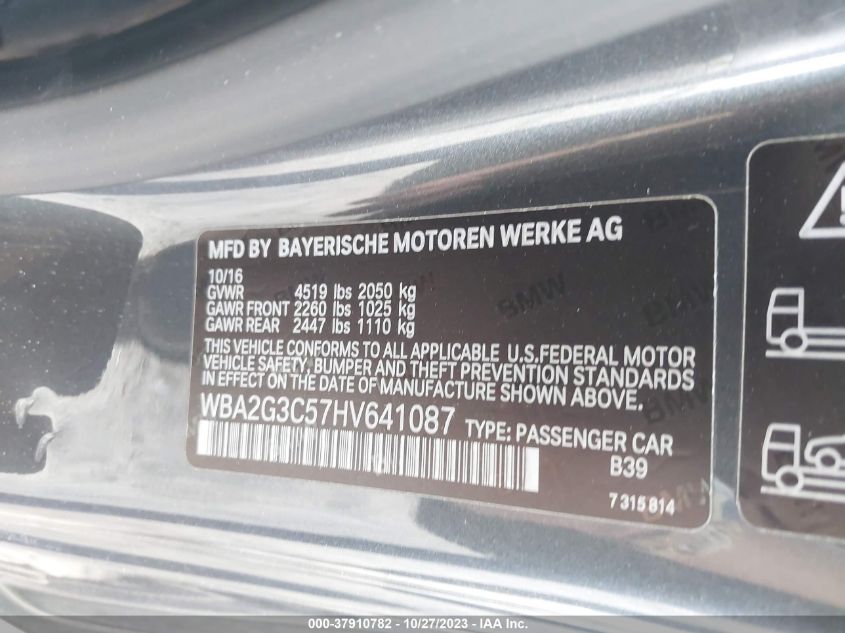 MFD BY BAYERISCHE MOTOREN WERKE AG
10/16
GVWR 4519 lbs 2050 kg
GAWR FRONT 2260 lbs 1025 kg
GAWR REAR 2447 lbs 1110 kg
THIS VEHICLE CONFORMS TO ALL APPLICABLE U.S.FEDERAL MOTOR
VEHICLE SAFETY, BUMPER AND THEFT PREVENTION STANDARDS
IN EFFECT ON THE DATE OF MANUFACTURE SHOWN ABOVE.
WBA2G3C57HV641087 TYPE: PASSENGER CAR
B39
7 315 814
BMW
000-37910782 - 10/27/2023 - © IAA Inc.